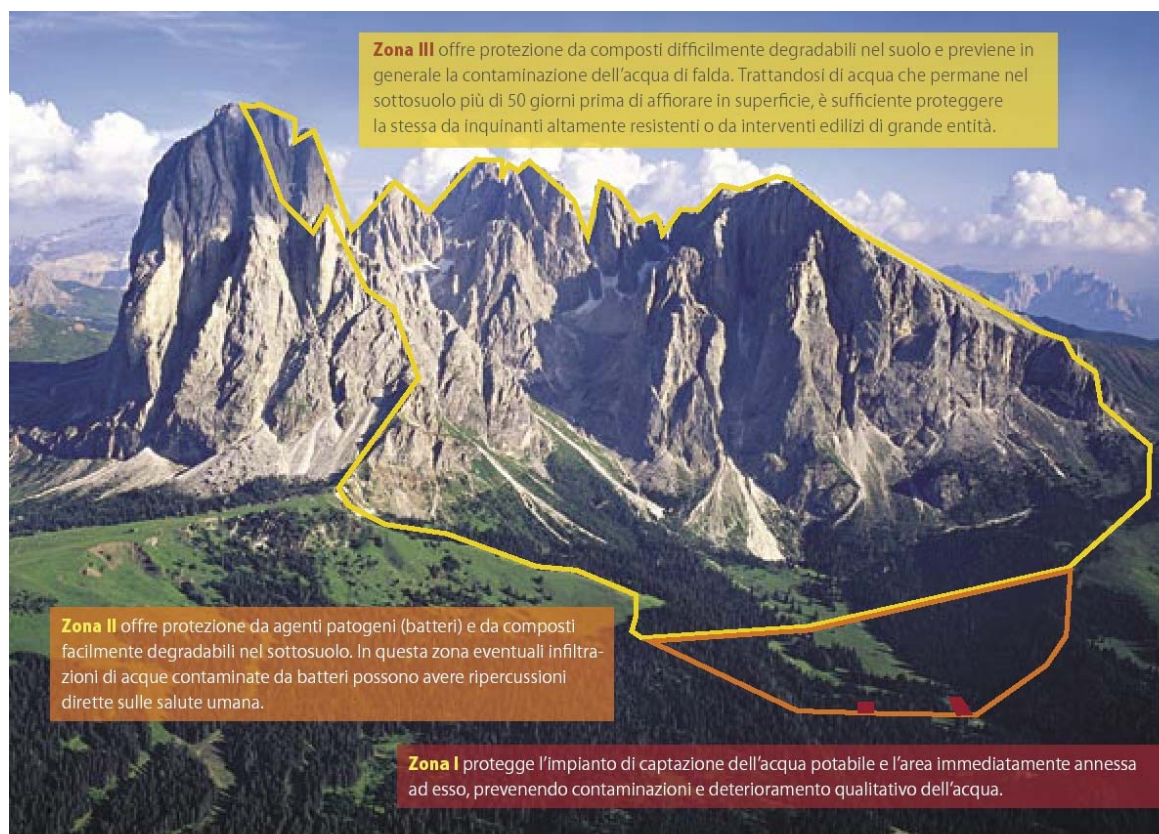 Zona III offre protezione da composti difficilmente degradabili nel suolo e previene in
generale la contaminazione dell'acqua di falda. Trattandosi di acqua che permane nel
sottosuolo più di 50 giorni prima di affiorare in superficie, è sufficiente proteggere
la stessa da inquinanti altamente resistenti o da interventi edilizi di grande entità.
Zona II offre protezione da agenti patogeni (batteri) e da composti
facilmente degradabili nel sottosuolo. In questa zona eventuali infiltra-
zioni di acque contaminate da batteri possono avere ripercussioni
dirette sulle salute umana.
Zona I protegge l'impianto di captazione dell'acqua potabile e l'area immediatamente annessa
ad esso, prevenendo contaminazioni e deterioramento qualitativo dell'acqua.